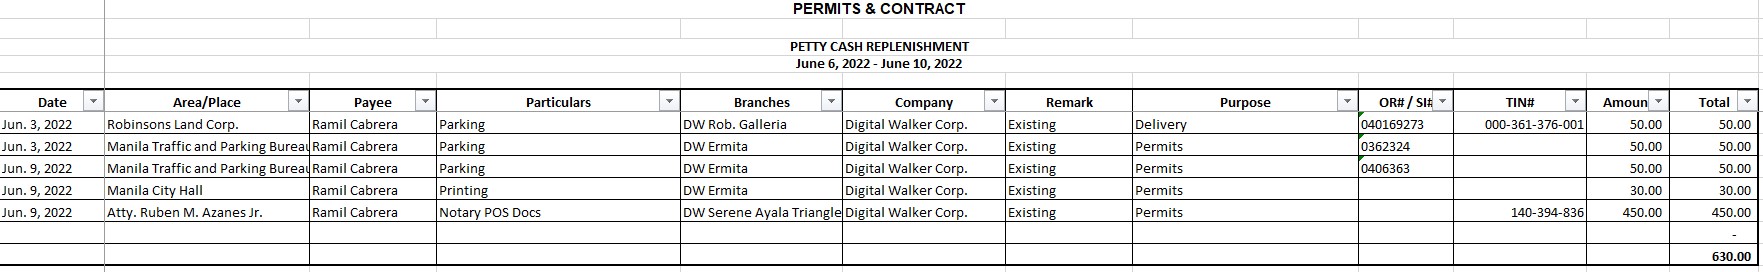 PERMITS & CONTRACT
PETTY CASH REPLENISHMENT
June 6, 2022 - June 10, 2022
Date Area/Place Payee Particulars Branches Company Remark Purpose OR# / SI# TIN# Amoun Total
Jun. 3, 2022 Robinsons Land Corp. Ramil Cabrera Parking DW Rob. Galleria Digital Walker Corp. Existing Delivery 040169273 000-361-376-001 50.00 50.00
Jun. 3, 2022 Manila Traffic and Parking Bureau Ramil Cabrera Parking DW Ermita Digital Walker Corp. Existing Permits 0362324 50.00 50.00
Jun. 9, 2022 Manila Traffic and Parking Bureau Ramil Cabrera Parking DW Ermita Digital Walker Corp. Existing Permits 0406363 50.00 50.00
Jun. 9, 2022 Manila City Hall Ramil Cabrera Printing DW Ermita Digital Walker Corp. Existing Permits 30.00 30.00
Jun. 9, 2022 Atty. Ruben M. Azanes Jr. Ramil Cabrera Notary POS Docs DW Serene Ayala Triangle Digital Walker Corp. Existing Permits 140-394-836 450.00 450.00
-
630.00